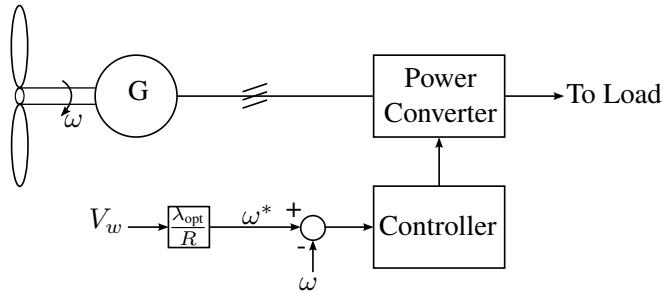 G
Power
Converter
To Load
ω
V_w
λ_opt
R
ω*
+
-
Controller
ω